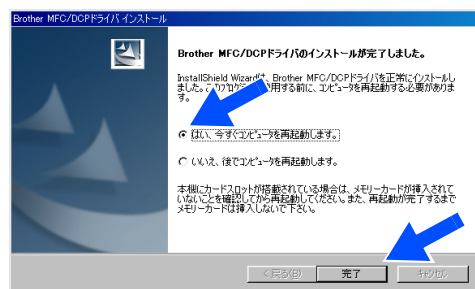 Brother MFC/DCPドライバ インストール
Brother MFC/DCPドライバのインストールが完了しました。
InstallShield Wizardは、Brother MFC/DCPドライバを正常にインストールし
ました。このプログラムを使用する前に、コンピュータを再起動する必要がありま
す。
はい、今すぐコンピュータを再起動します。
いいえ、後でコンピュータを再起動します。
本機にカードスロットが搭載されている場合は、メモリーカードが挿入されて
いないことを確認してから再起動してください。また、再起動が完了するまで
メモリーカードは挿入しないで下さい。
< 戻る(B) 完了 キャンセル